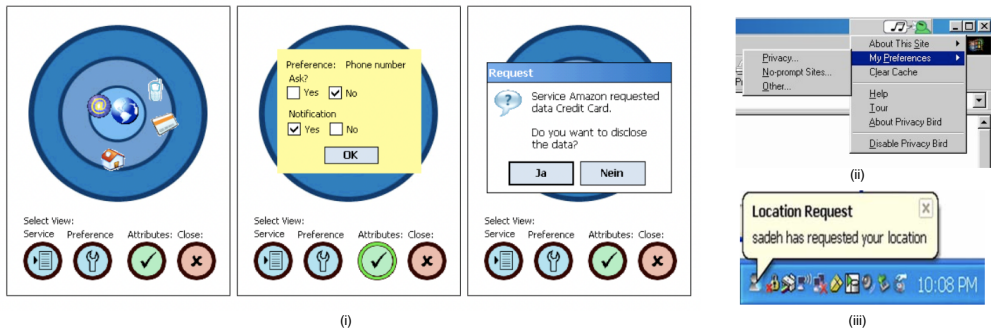 Select View:
Service Preference Attributes: Close:
Preference: Phone number
Ask?
Yes No
Notification
Yes No
OK
Select View:
Service Preference Attributes: Close:
Request
Service Amazon requested
data Credit Card.
Do you want to disclose
the data?
Ja Nein
Select View:
Service Preference Attributes: Close:
(i)
About This Site
My Preferences
Clear Cache
Help
Tour
About Privacy Bird
Disable Privacy Bird
Privacy...
No-prompt Sites...
Other...
(ii)
Location Request
sadeh has requested your location
10:08 PM
(iii)